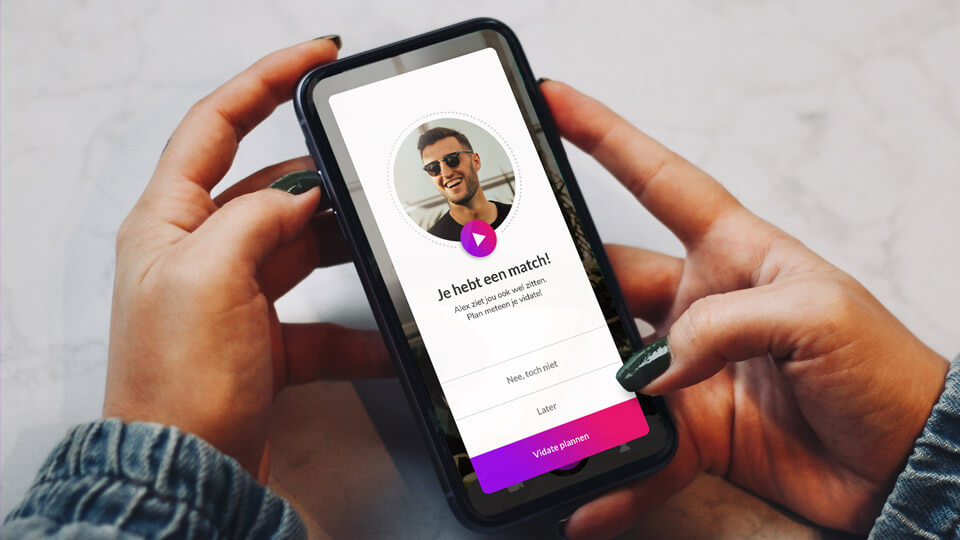 Je hebt een match!
Alex ziet jou ook wel zitten.
Plan meteen je vidate!
Nee, toch niet
Later
Vidate plannen